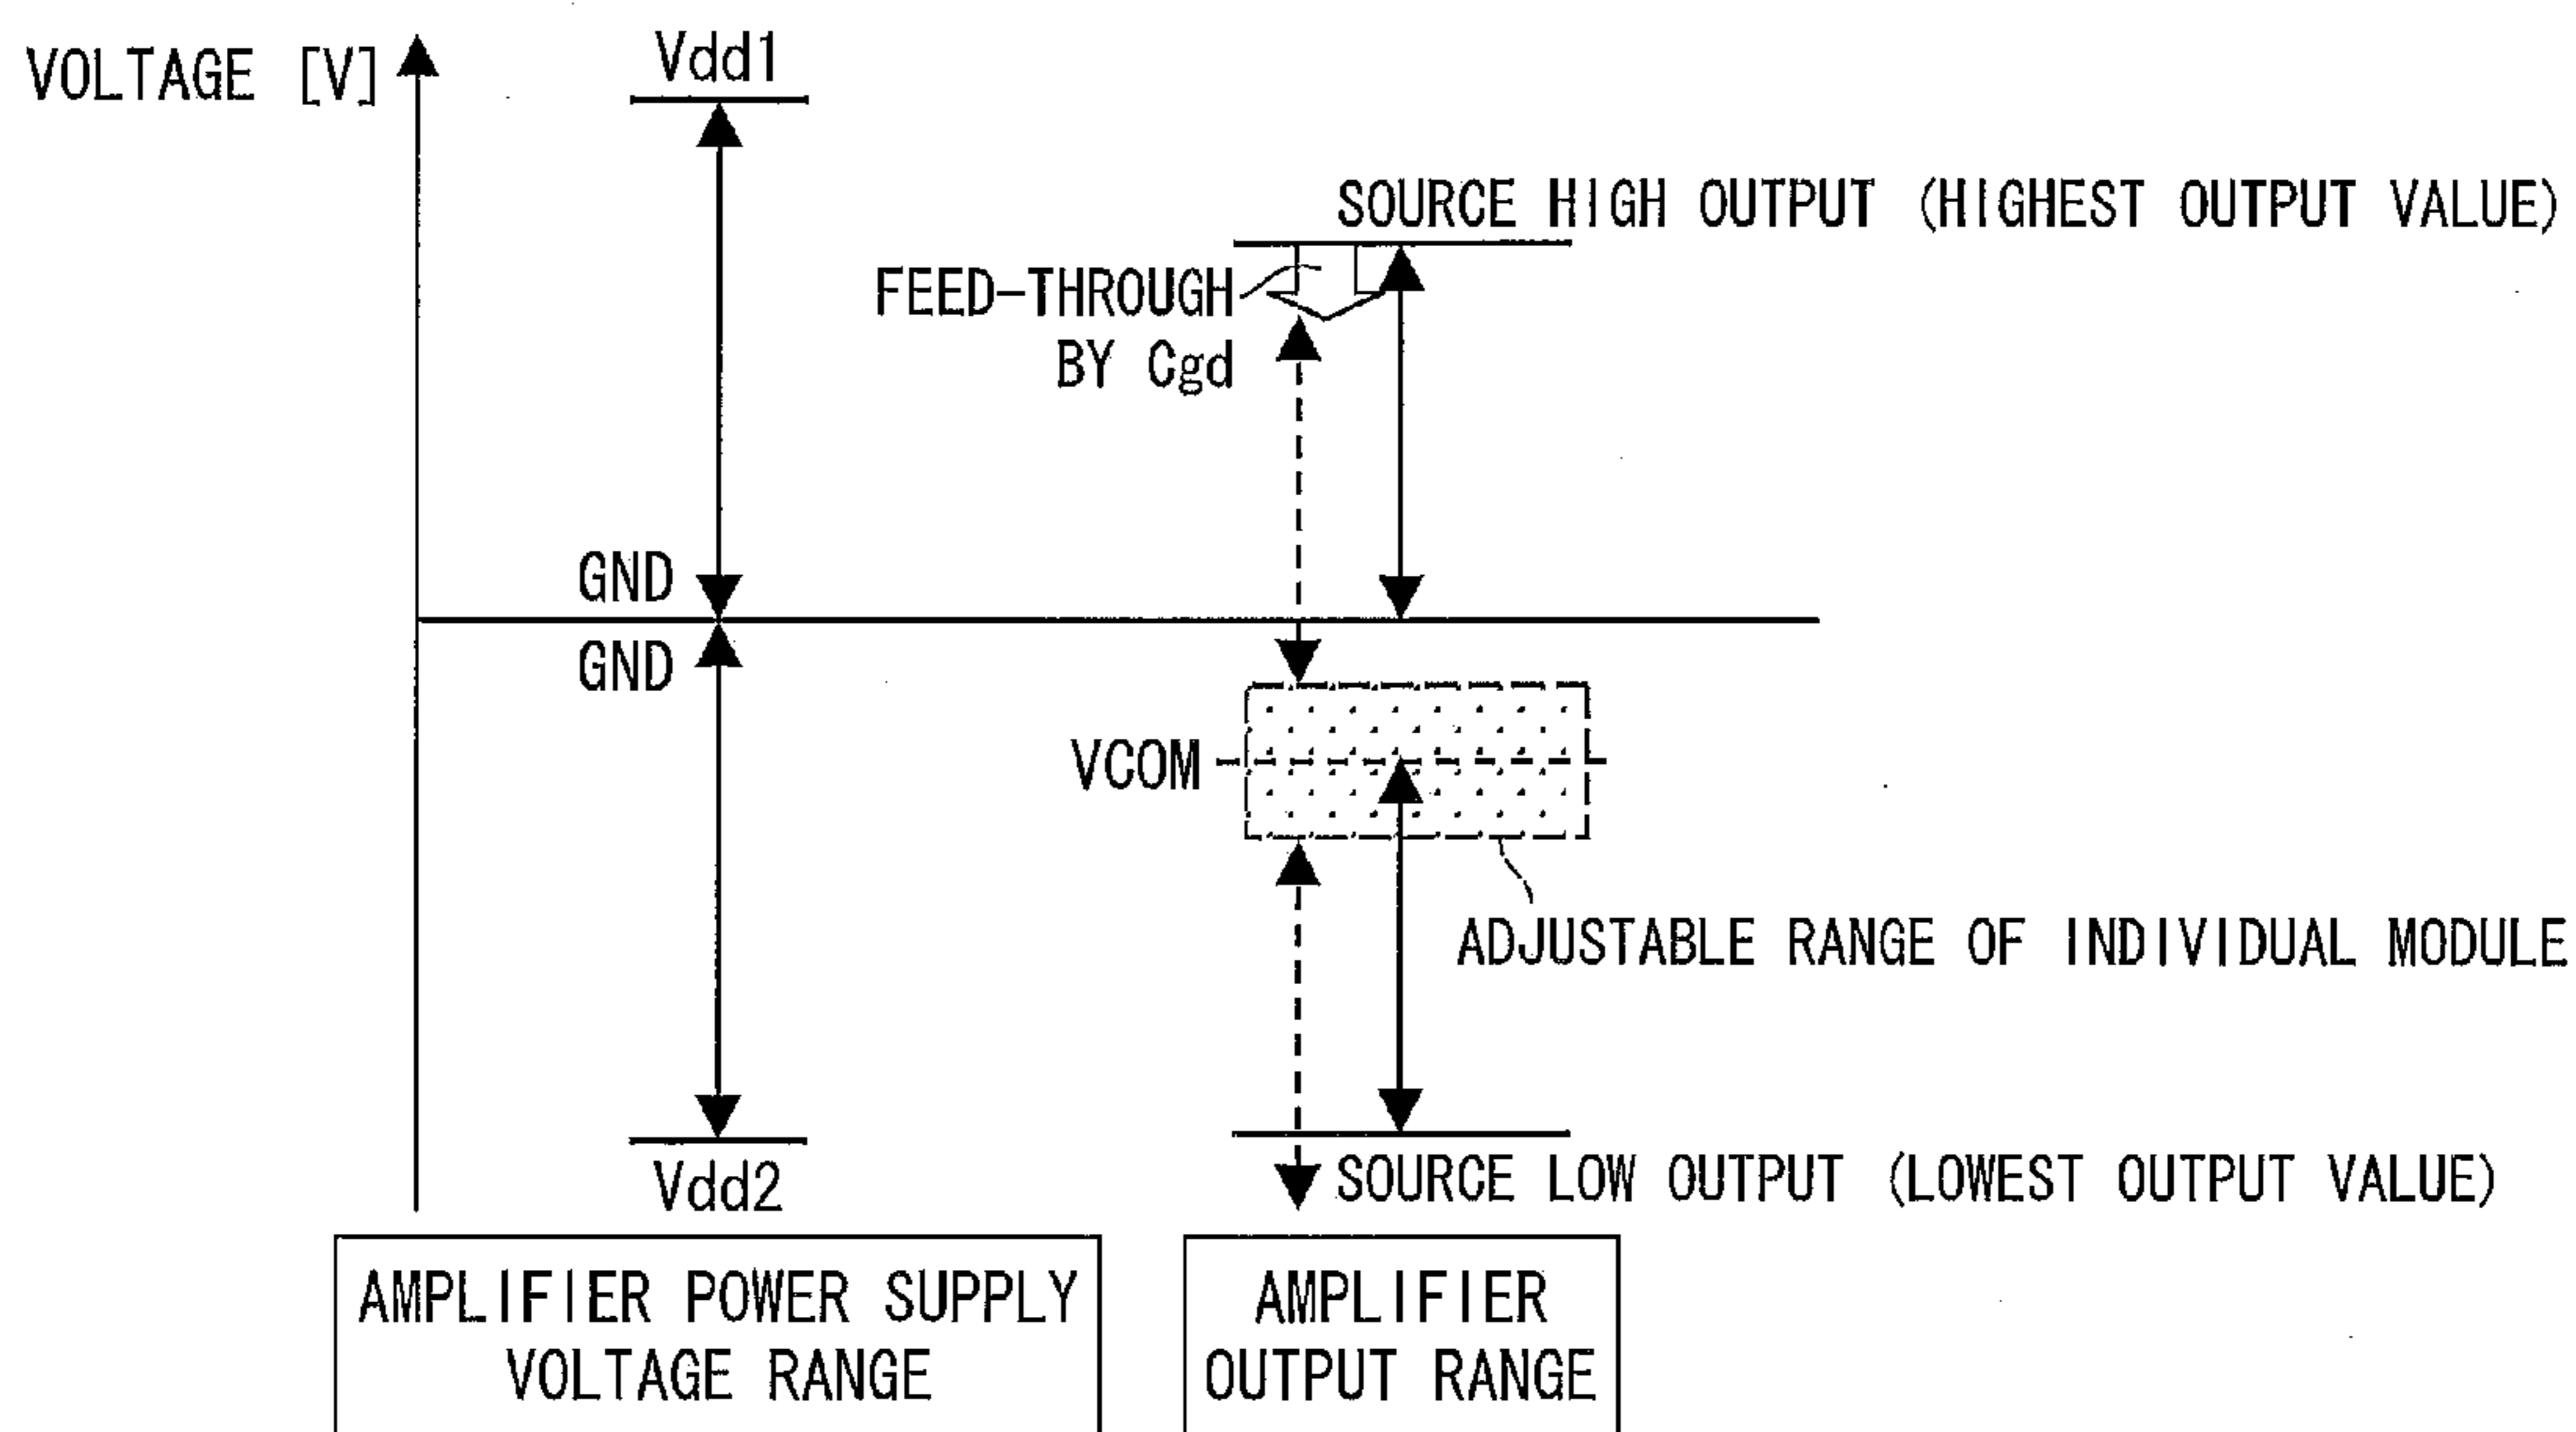 VOLTAGE [V]
Vdd1
SOURCE HIGH OUTPUT (HIGHEST OUTPUT VALUE)
FEED-THROUGH
BY Cgd
GND
GND
VCOM
ADJUSTABLE RANGE OF INDIVIDUAL MODULE
Vdd2
SOURCE LOW OUTPUT (LOWEST OUTPUT VALUE)
AMPLIFIER POWER SUPPLY
VOLTAGE RANGE
AMPLIFIER
OUTPUT RANGE